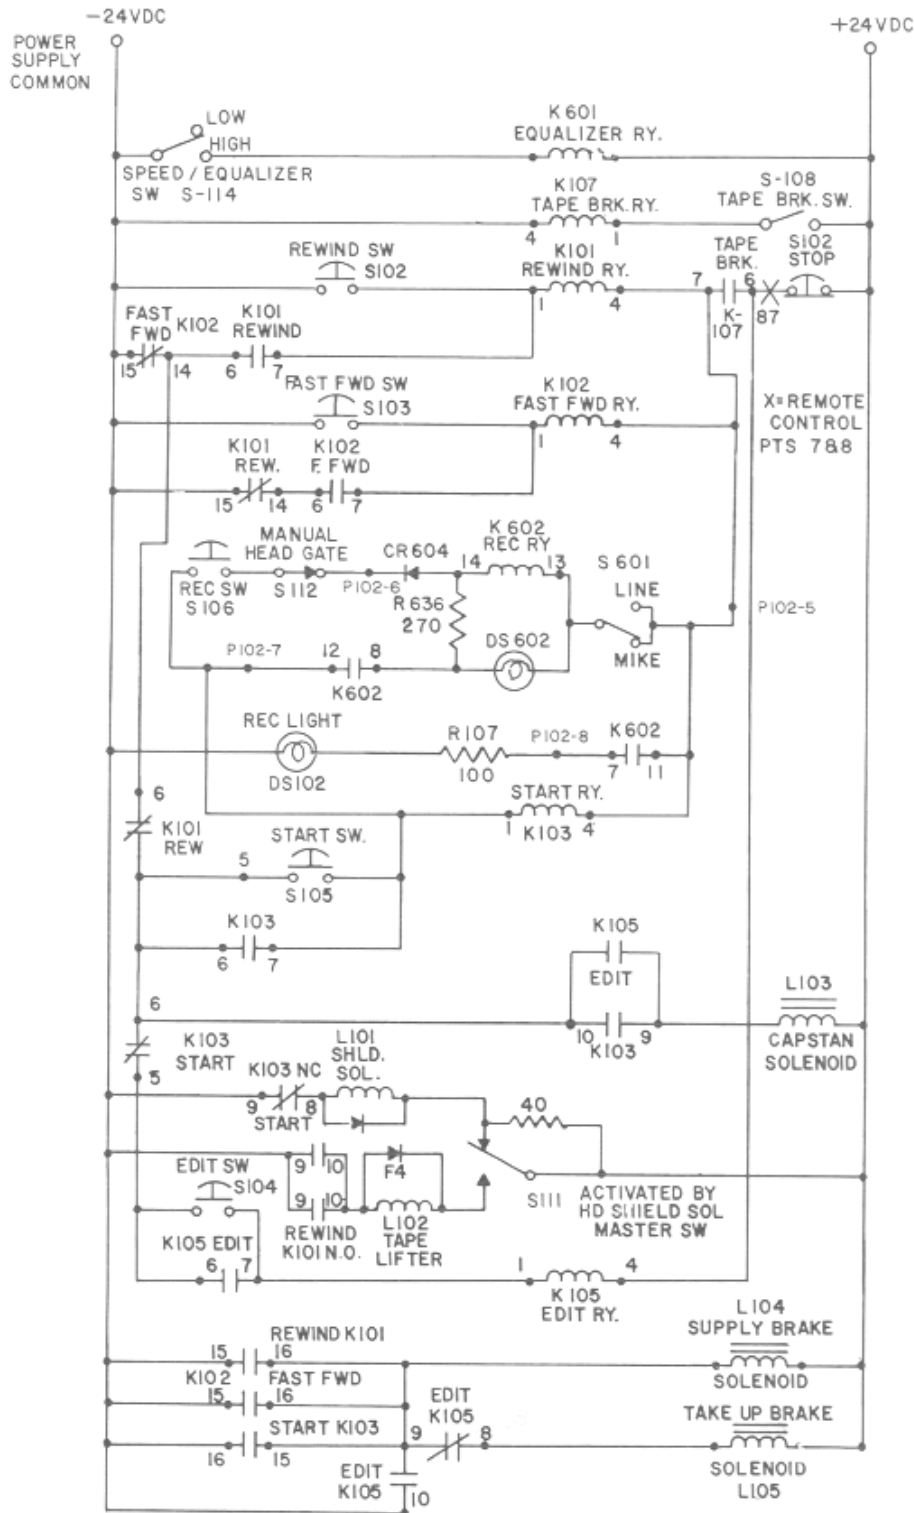 -24VDC
+24VDC
POWER
SUPPLY
COMMON
LOW
HIGH
SPEED / EQUALIZER
SW S-114
K601
EQUALIZER RY.
K107
TAPE BRK. RY.
4
1
S-108
TAPE BRK. SW.
REWIND SW
S102
K101
REWIND RY.
1
4
TAPE
BRK.
7
6
K-
107
87
S102
STOP
FAST
FWD
K102
15
14
K101
REWIND
6
7
FAST FWD SW
S103
K102
FAST FWD RY.
1
4
X=REMOTE
CONTROL
PTS 7&8
K101
REW.
15
14
K102
F. FWD
6
7
MANUAL
HEAD GATE
REC SW
S106
S112
P102-6
CR604
14
K602
REC RY
13
S601
LINE
MIKE
P102-5
R636
270
DS602
P102-7
12
8
K602
REC LIGHT
DS102
R107
100
P102-8
K602
7
11
START RY.
1
K103
4
6
K101
REW
START SW.
5
S105
K103
6
7
K105
EDIT
10
9
K103
L103
CAPSTAN
SOLENOID
6
K103
START
5
K103 NC
9
8
START
L101
SHLD.
SOL.
40
9
10
9
10
REWIND
K101 N.O.
F4
L102
TAPE
LIFTER
S111
ACTIVATED BY
HD SHIELD SOL
MASTER SW
EDIT SW
S104
K105 EDIT
6
7
1
4
K105
EDIT RY.
REWIND K101
15
16
K102
FAST FWD
15
16
START K103
16
15
EDIT
K105
9
8
EDIT
K105
10
L104
SUPPLY BRAKE
SOLENOID
TAKE UP BRAKE
SOLENOID
L105